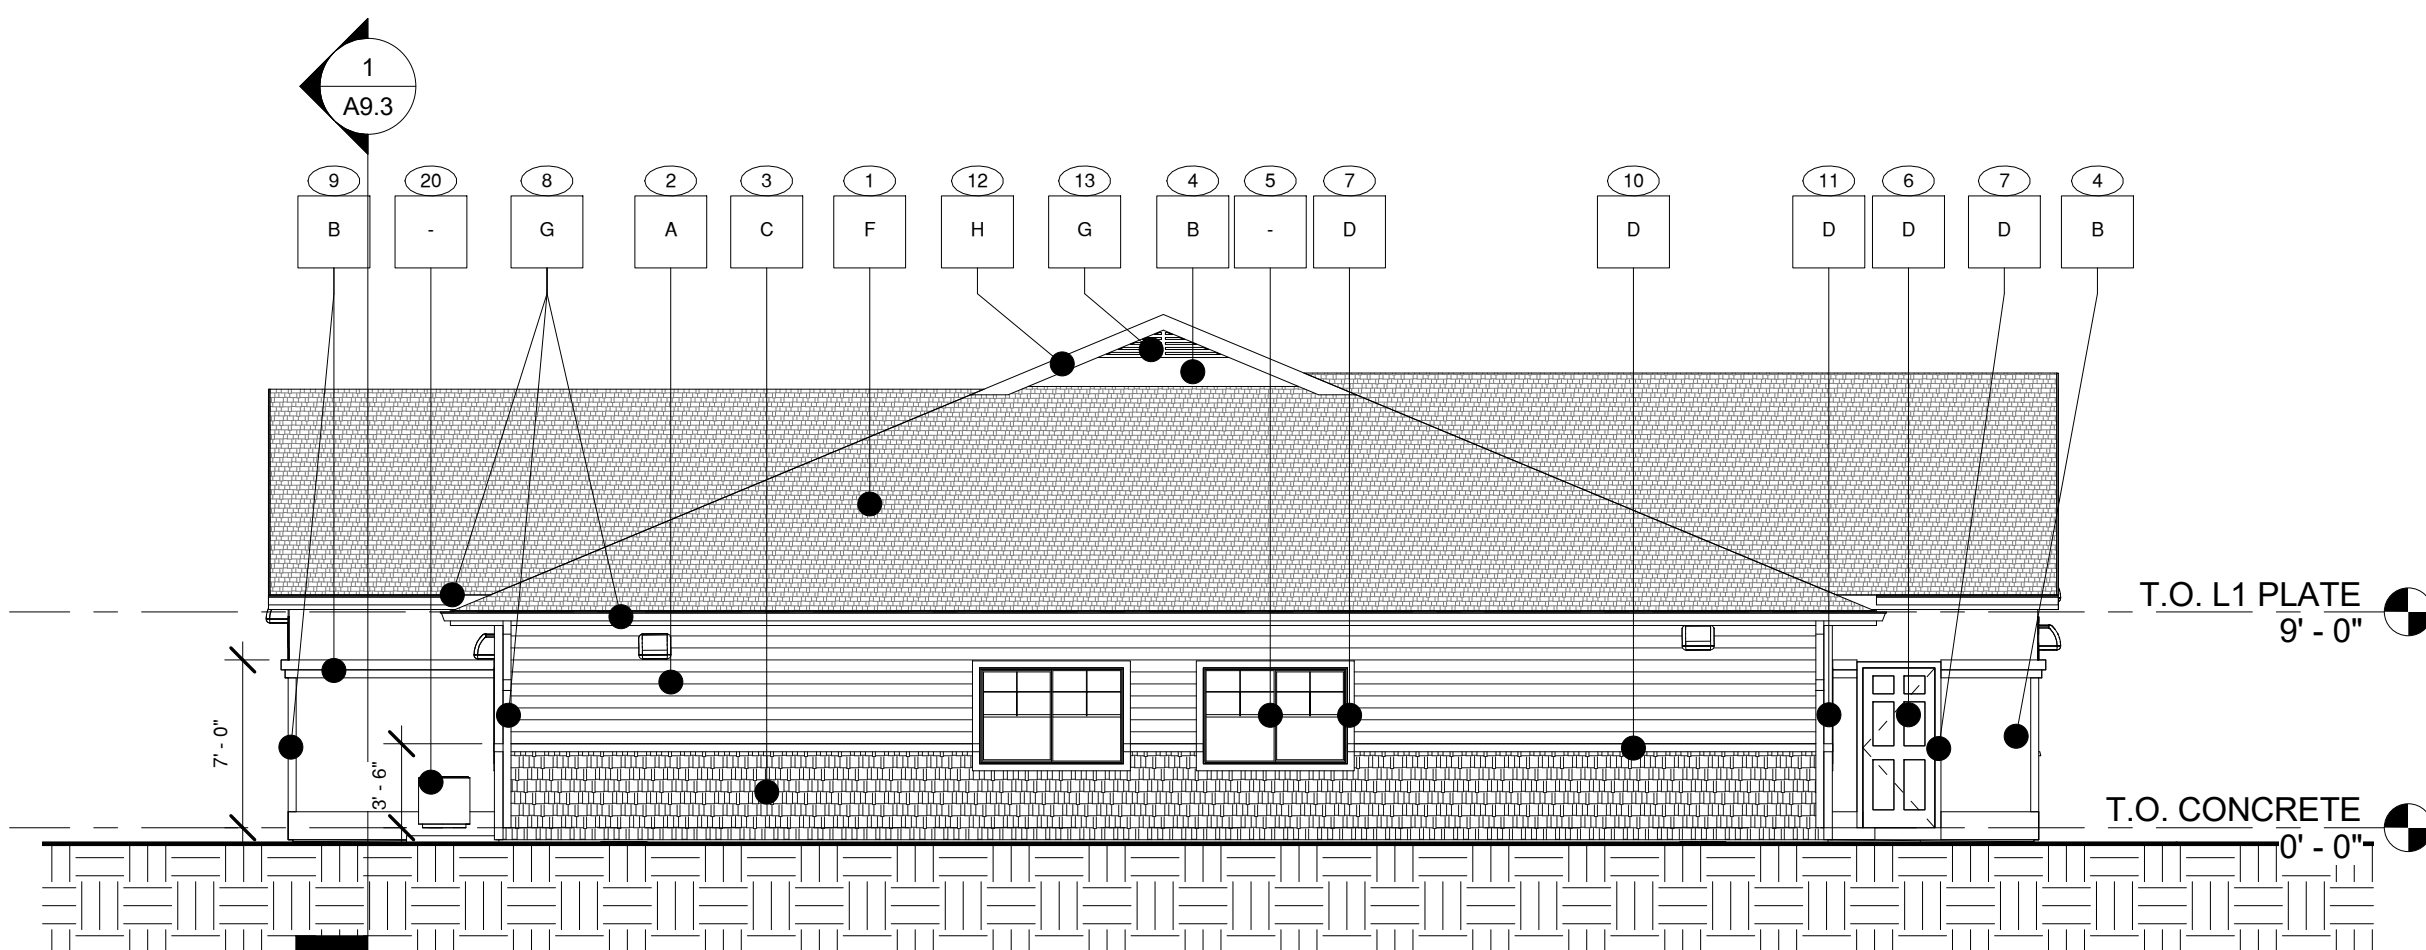 1
A9.3
9
20
8
2
3
1
12
13
4
5
7
10
11
6
7
4
B
-
G
A
C
F
H
G
B
-
D
D
D
D
D
B
T.O. L1 PLATE
9' - 0"
7' - 0"
3' - 6"
T.O. CONCRETE
0' - 0"